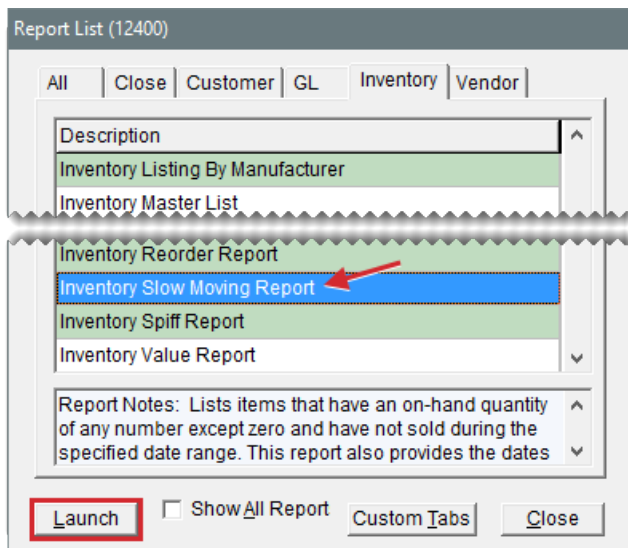 Report List (12400)
All Close Customer GL Inventory Vendor
Description
Inventory Listing By Manufacturer
Inventory Master List
Inventory Reorder Report
Inventory Slow Moving Report
Inventory Spiff Report
Inventory Value Report
Report Notes: Lists items that have an on-hand quantity
of any number except zero and have not sold during the
specified date range. This report also provides the dates
Launch Show All Report Custom Tabs Close